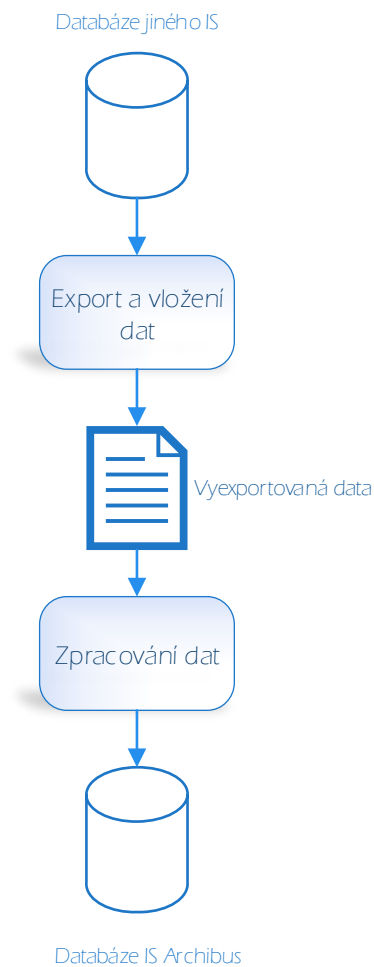 Databáze jiného IS
Export a vložení
dat
Vyexportovaná data
Zpracování dat
Databáze IS Archibus